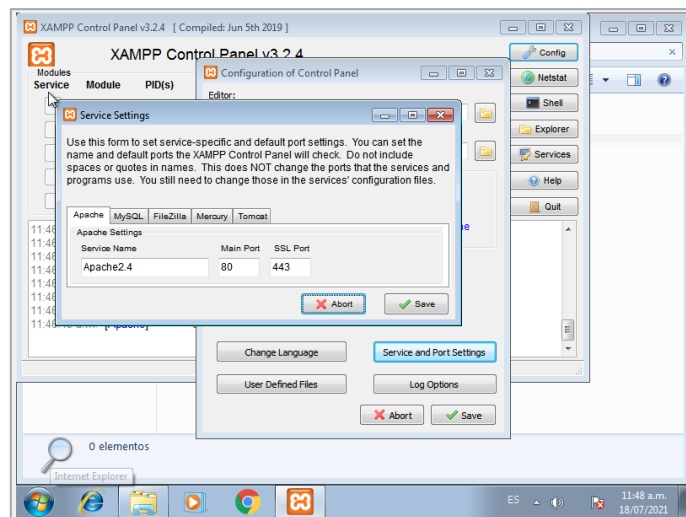 XAMPP Control Panel v3.2.4 [ Compiled: Jun 5th 2019 ]
XAMPP Control Panel v3.2.4
Config
Modules
Service Module PID(s)
Netstat
Shell
Explorer
Services
Help
Quit
Configuration of Control Panel
Editor:
Service Settings
Use this form to set service-specific and default port settings. You can set the
name and default ports the XAMPP Control Panel will check. Do not include
spaces or quotes in names. This does NOT change the ports that the services and
programs use. You still need to change those in the services' configuration files.
Apache MySQL FileZilla Mercury Tomcat
Apache Settings
Service Name Main Port SSL Port
Apache2.4 80 443
Abort Save
Change Language Service and Port Settings
User Defined Files Log Options
Abort Save
0 elementos
Internet Explorer
ES 11:48 a.m.
18/07/2021